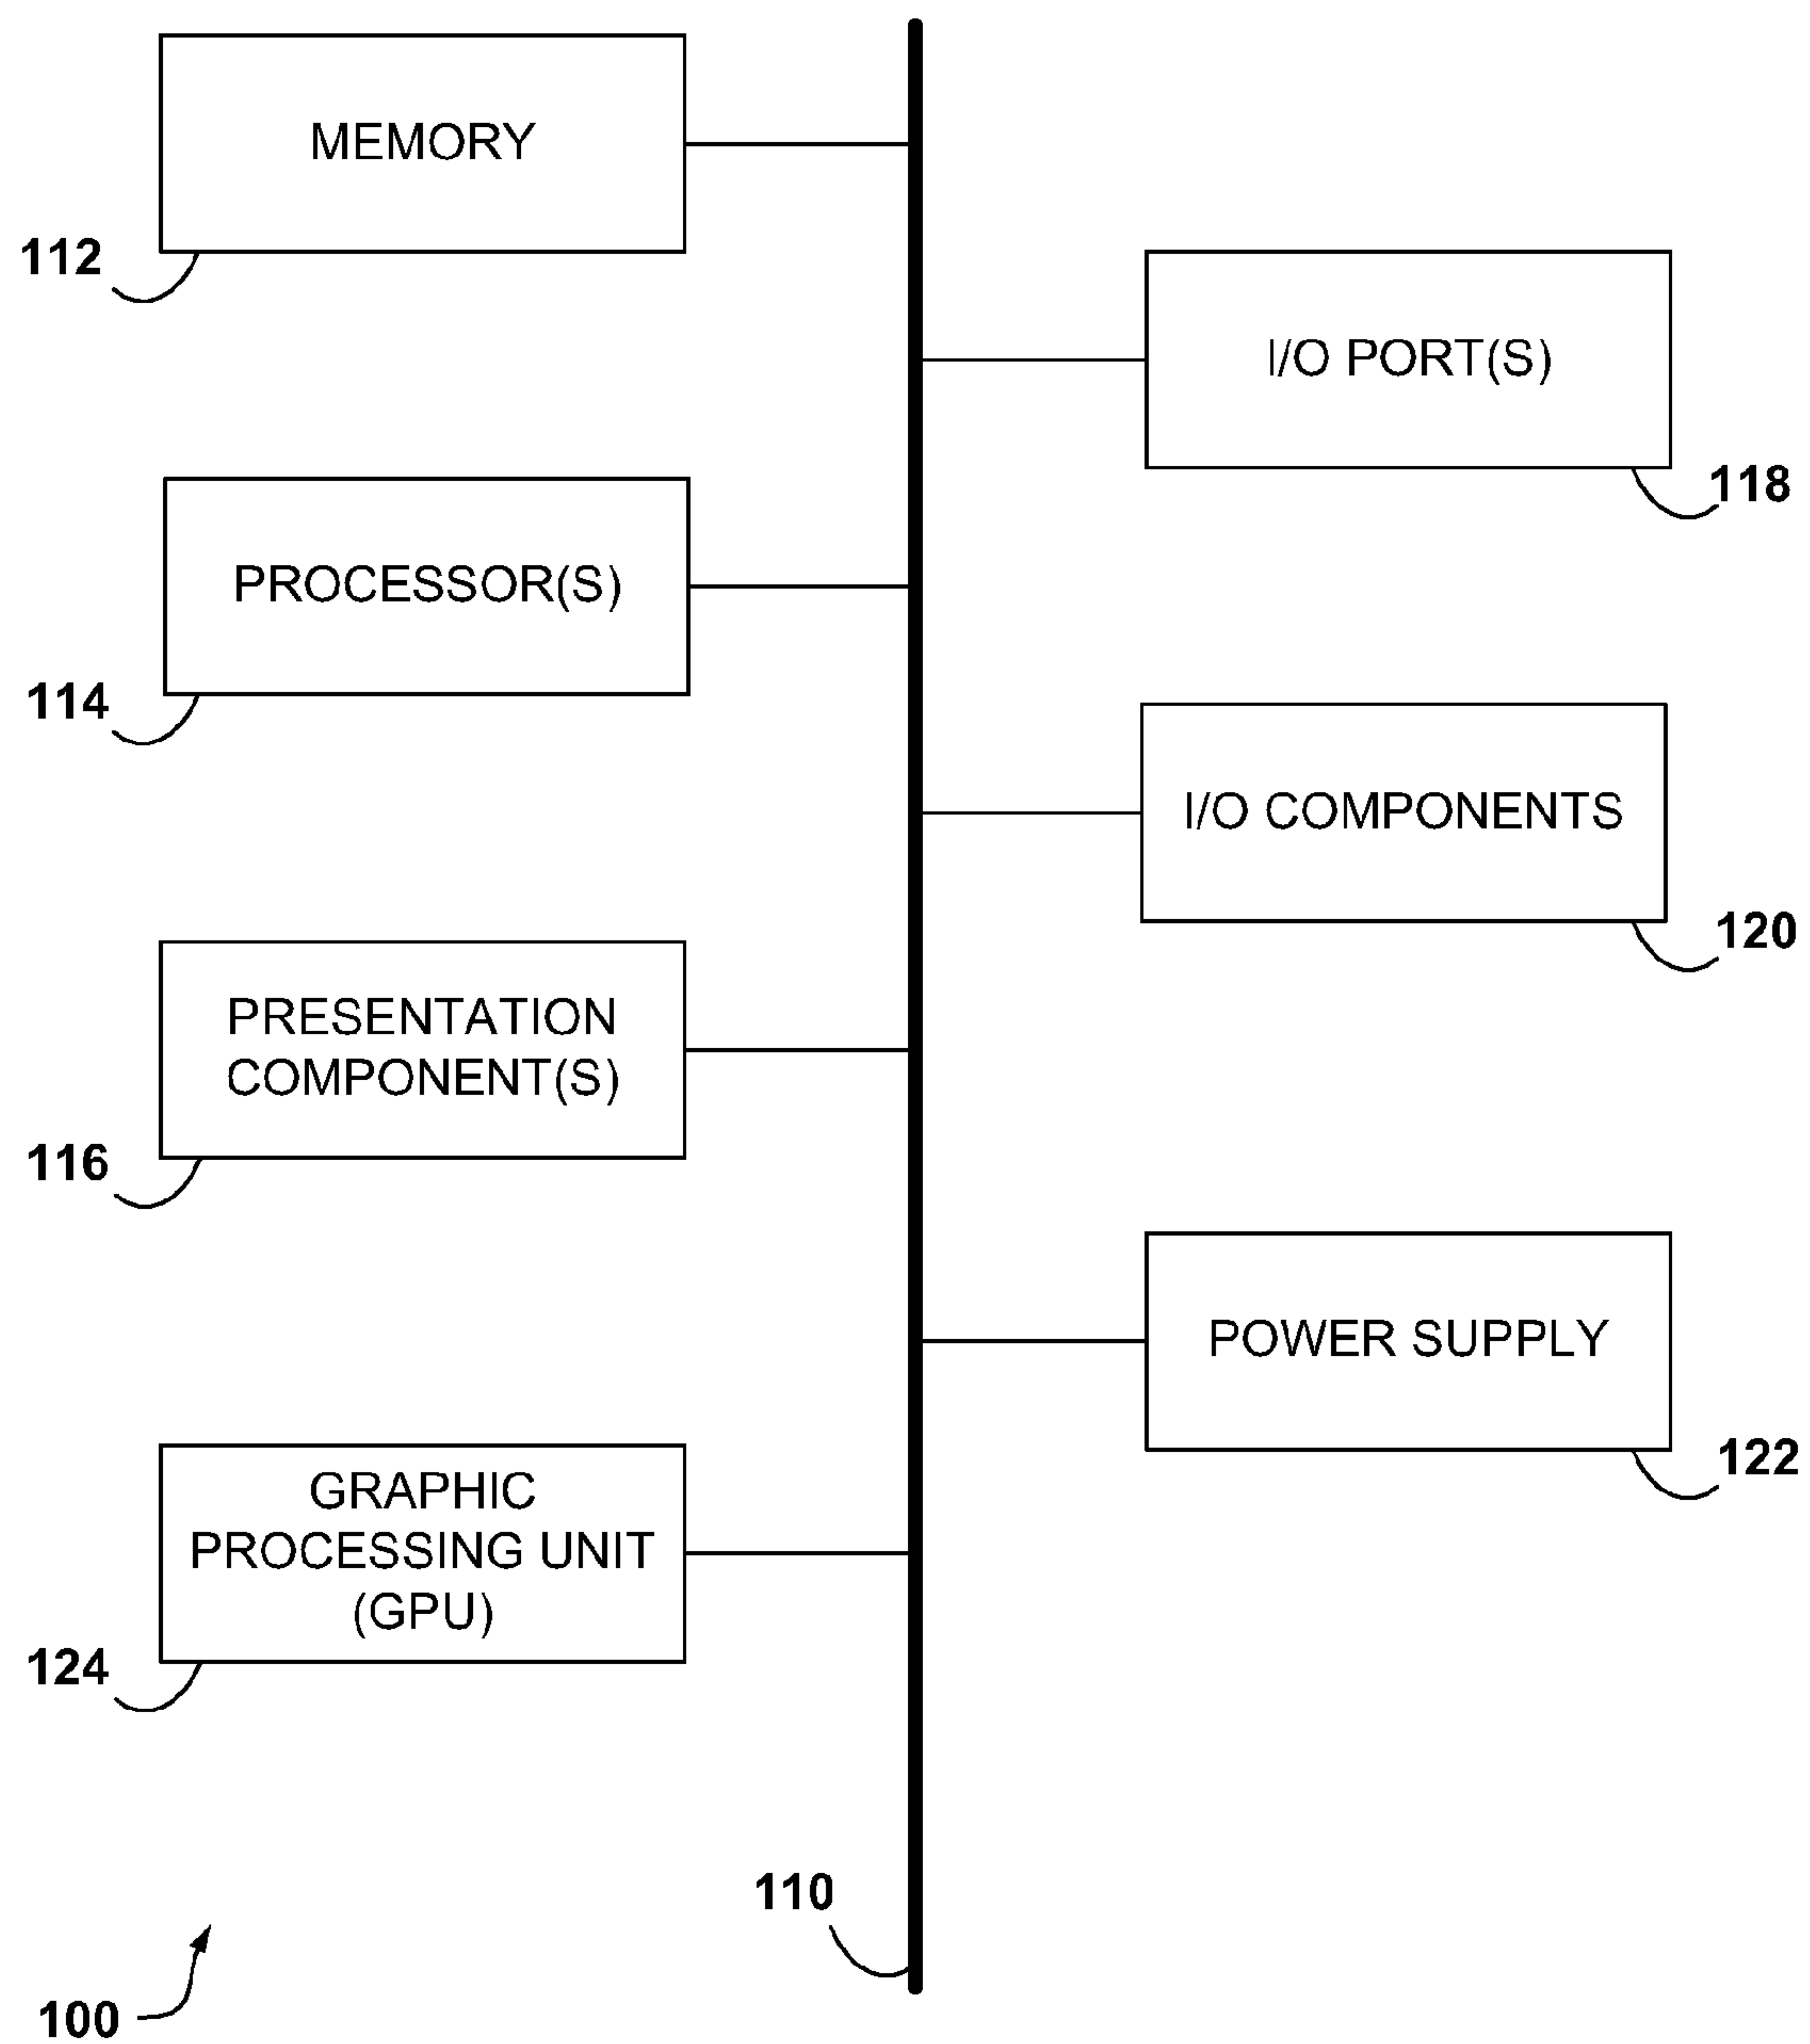 MEMORY
112
I/O PORT(S)
118
PROCESSOR(S)
114
I/O COMPONENTS
120
PRESENTATION
COMPONENT(S)
116
POWER SUPPLY
122
GRAPHIC
PROCESSING UNIT
(GPU)
124
110
100